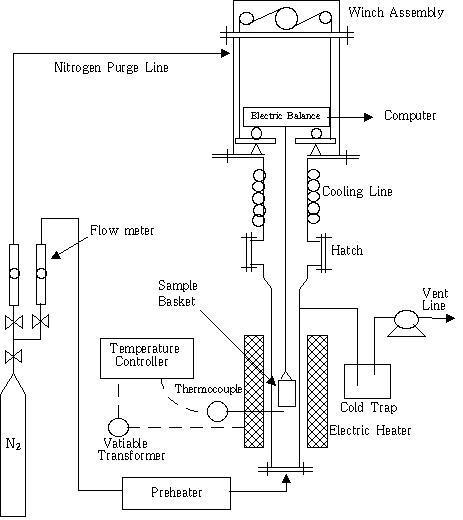 Winch Assembly
Nitrogen Purge Line
Electric Balance
Computer
Cooling Line
Flow meter
Hatch
Sample
Basket
Vent
Line
Temperature
Controller
Thermocouple
Cold Trap
Electric Heater
N2
Vatiable
Transformer
Preheater